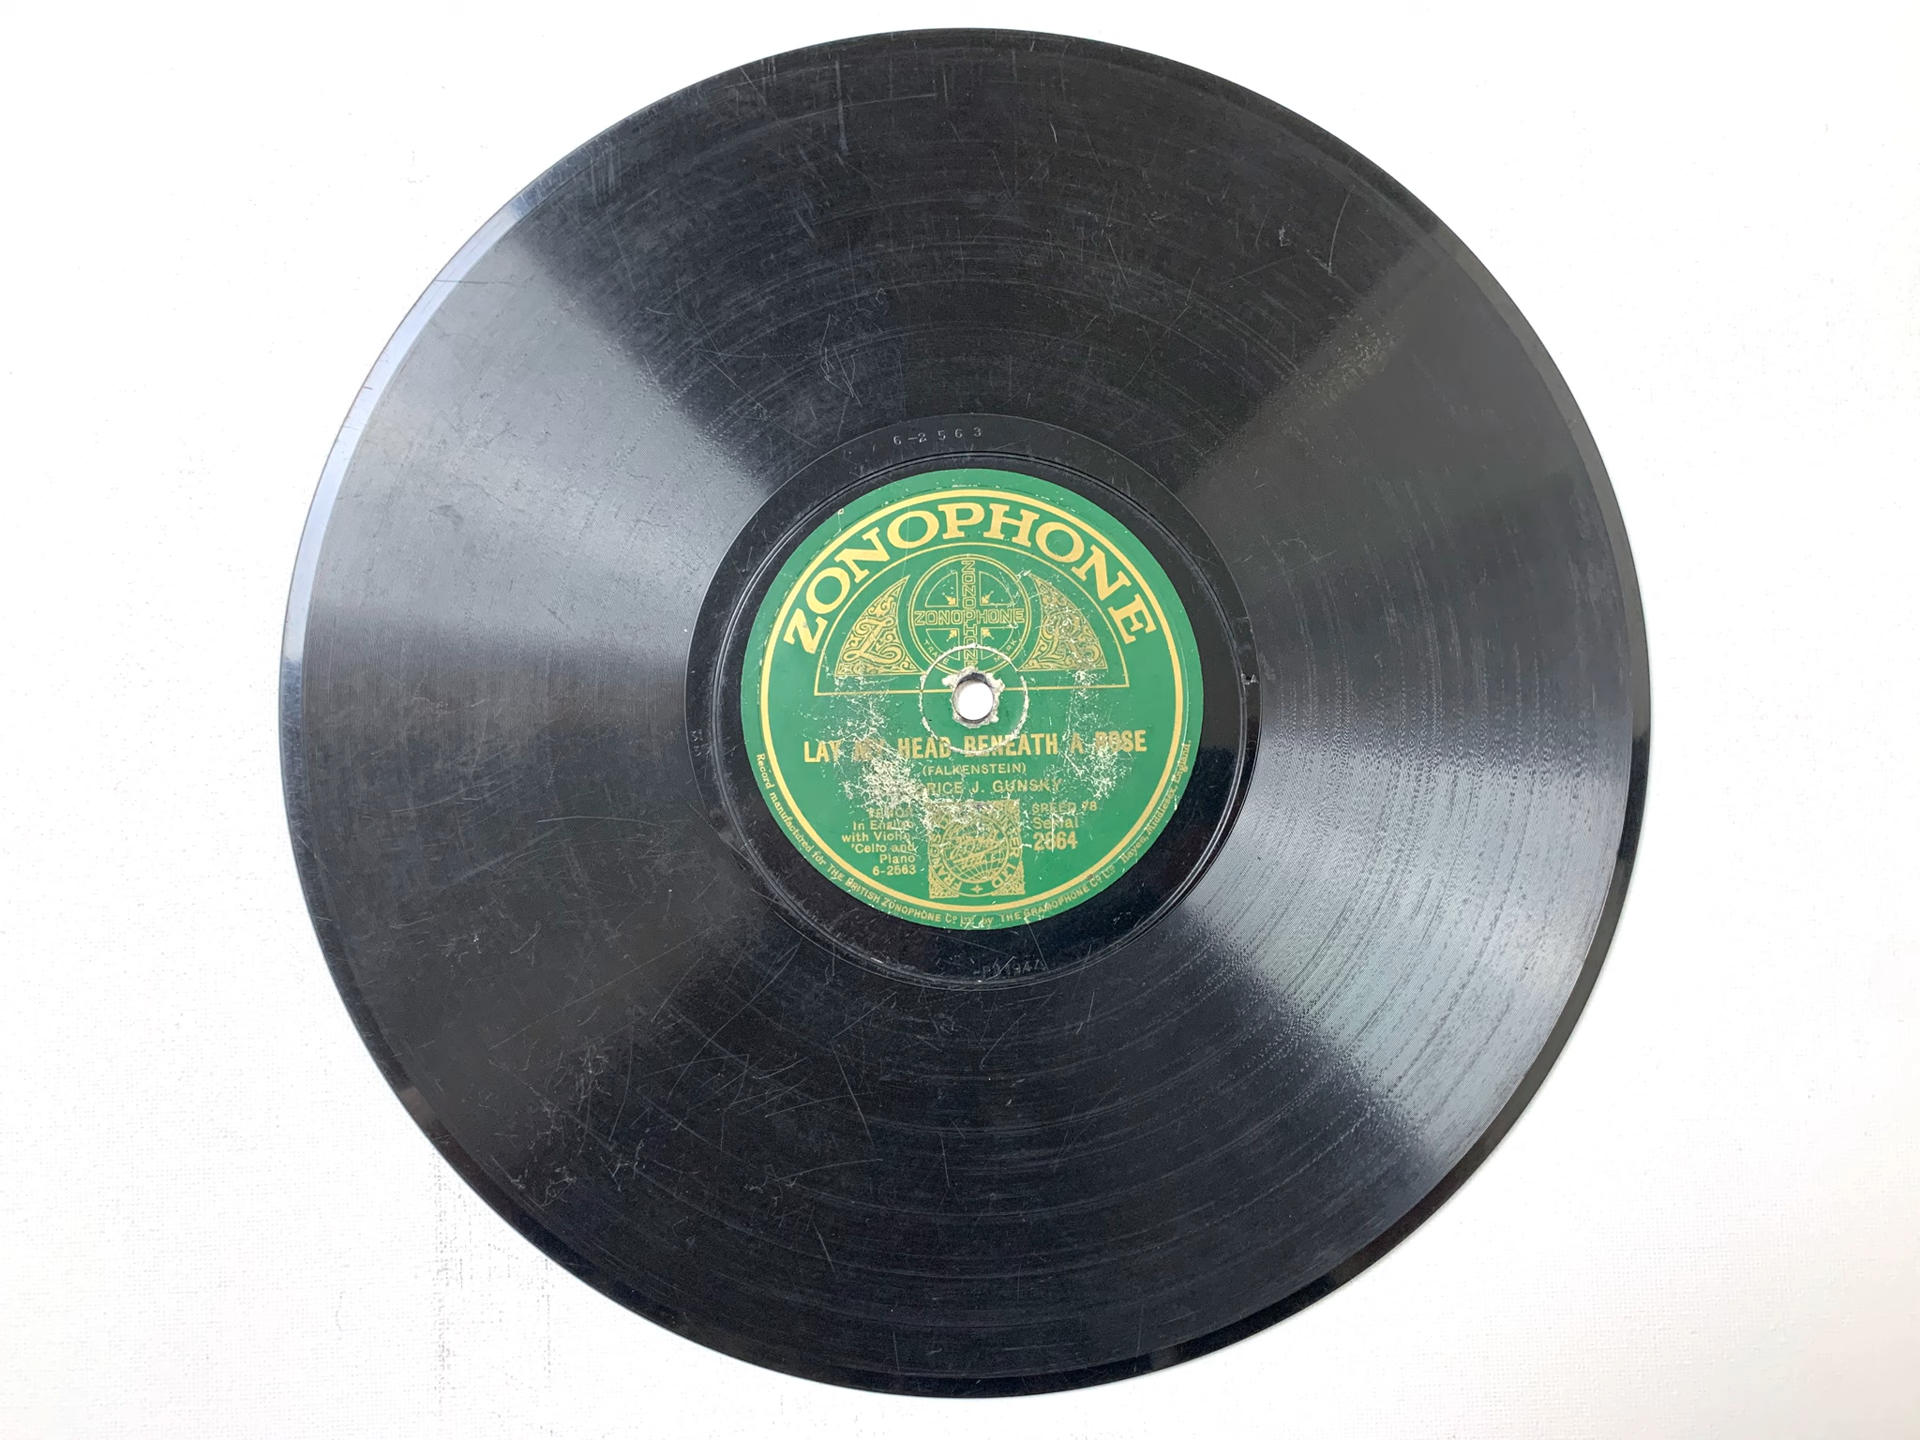 6-2563
ZONOPHONE
ZONOPHONE
ZONOPHONE
LAY MY HEAD BENEATH A ROSE
(FALKENSTEIN)
J. GUNSKY
In
with Violin,
'Cello and
Piano
6-2563
SPEED 78
Serial
2864
Record manufactured for THE BRITISH ZONOPHONE Co. Ltd. by THE GRAMOPHONE Co. Ltd. Hayes, Middlesex, England.